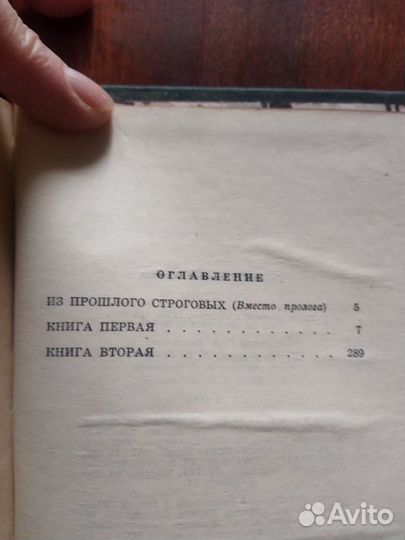 ОГЛАВЛЕНИЕ
ИЗ ПРОШЛОГО СТРОГОВЫХ (Вместо пролога) 5
КНИГА ПЕРВАЯ . . . . . . . . . . . . . 7
КНИГА ВТОРАЯ . . . . . . . . . . . . . 289
Avito